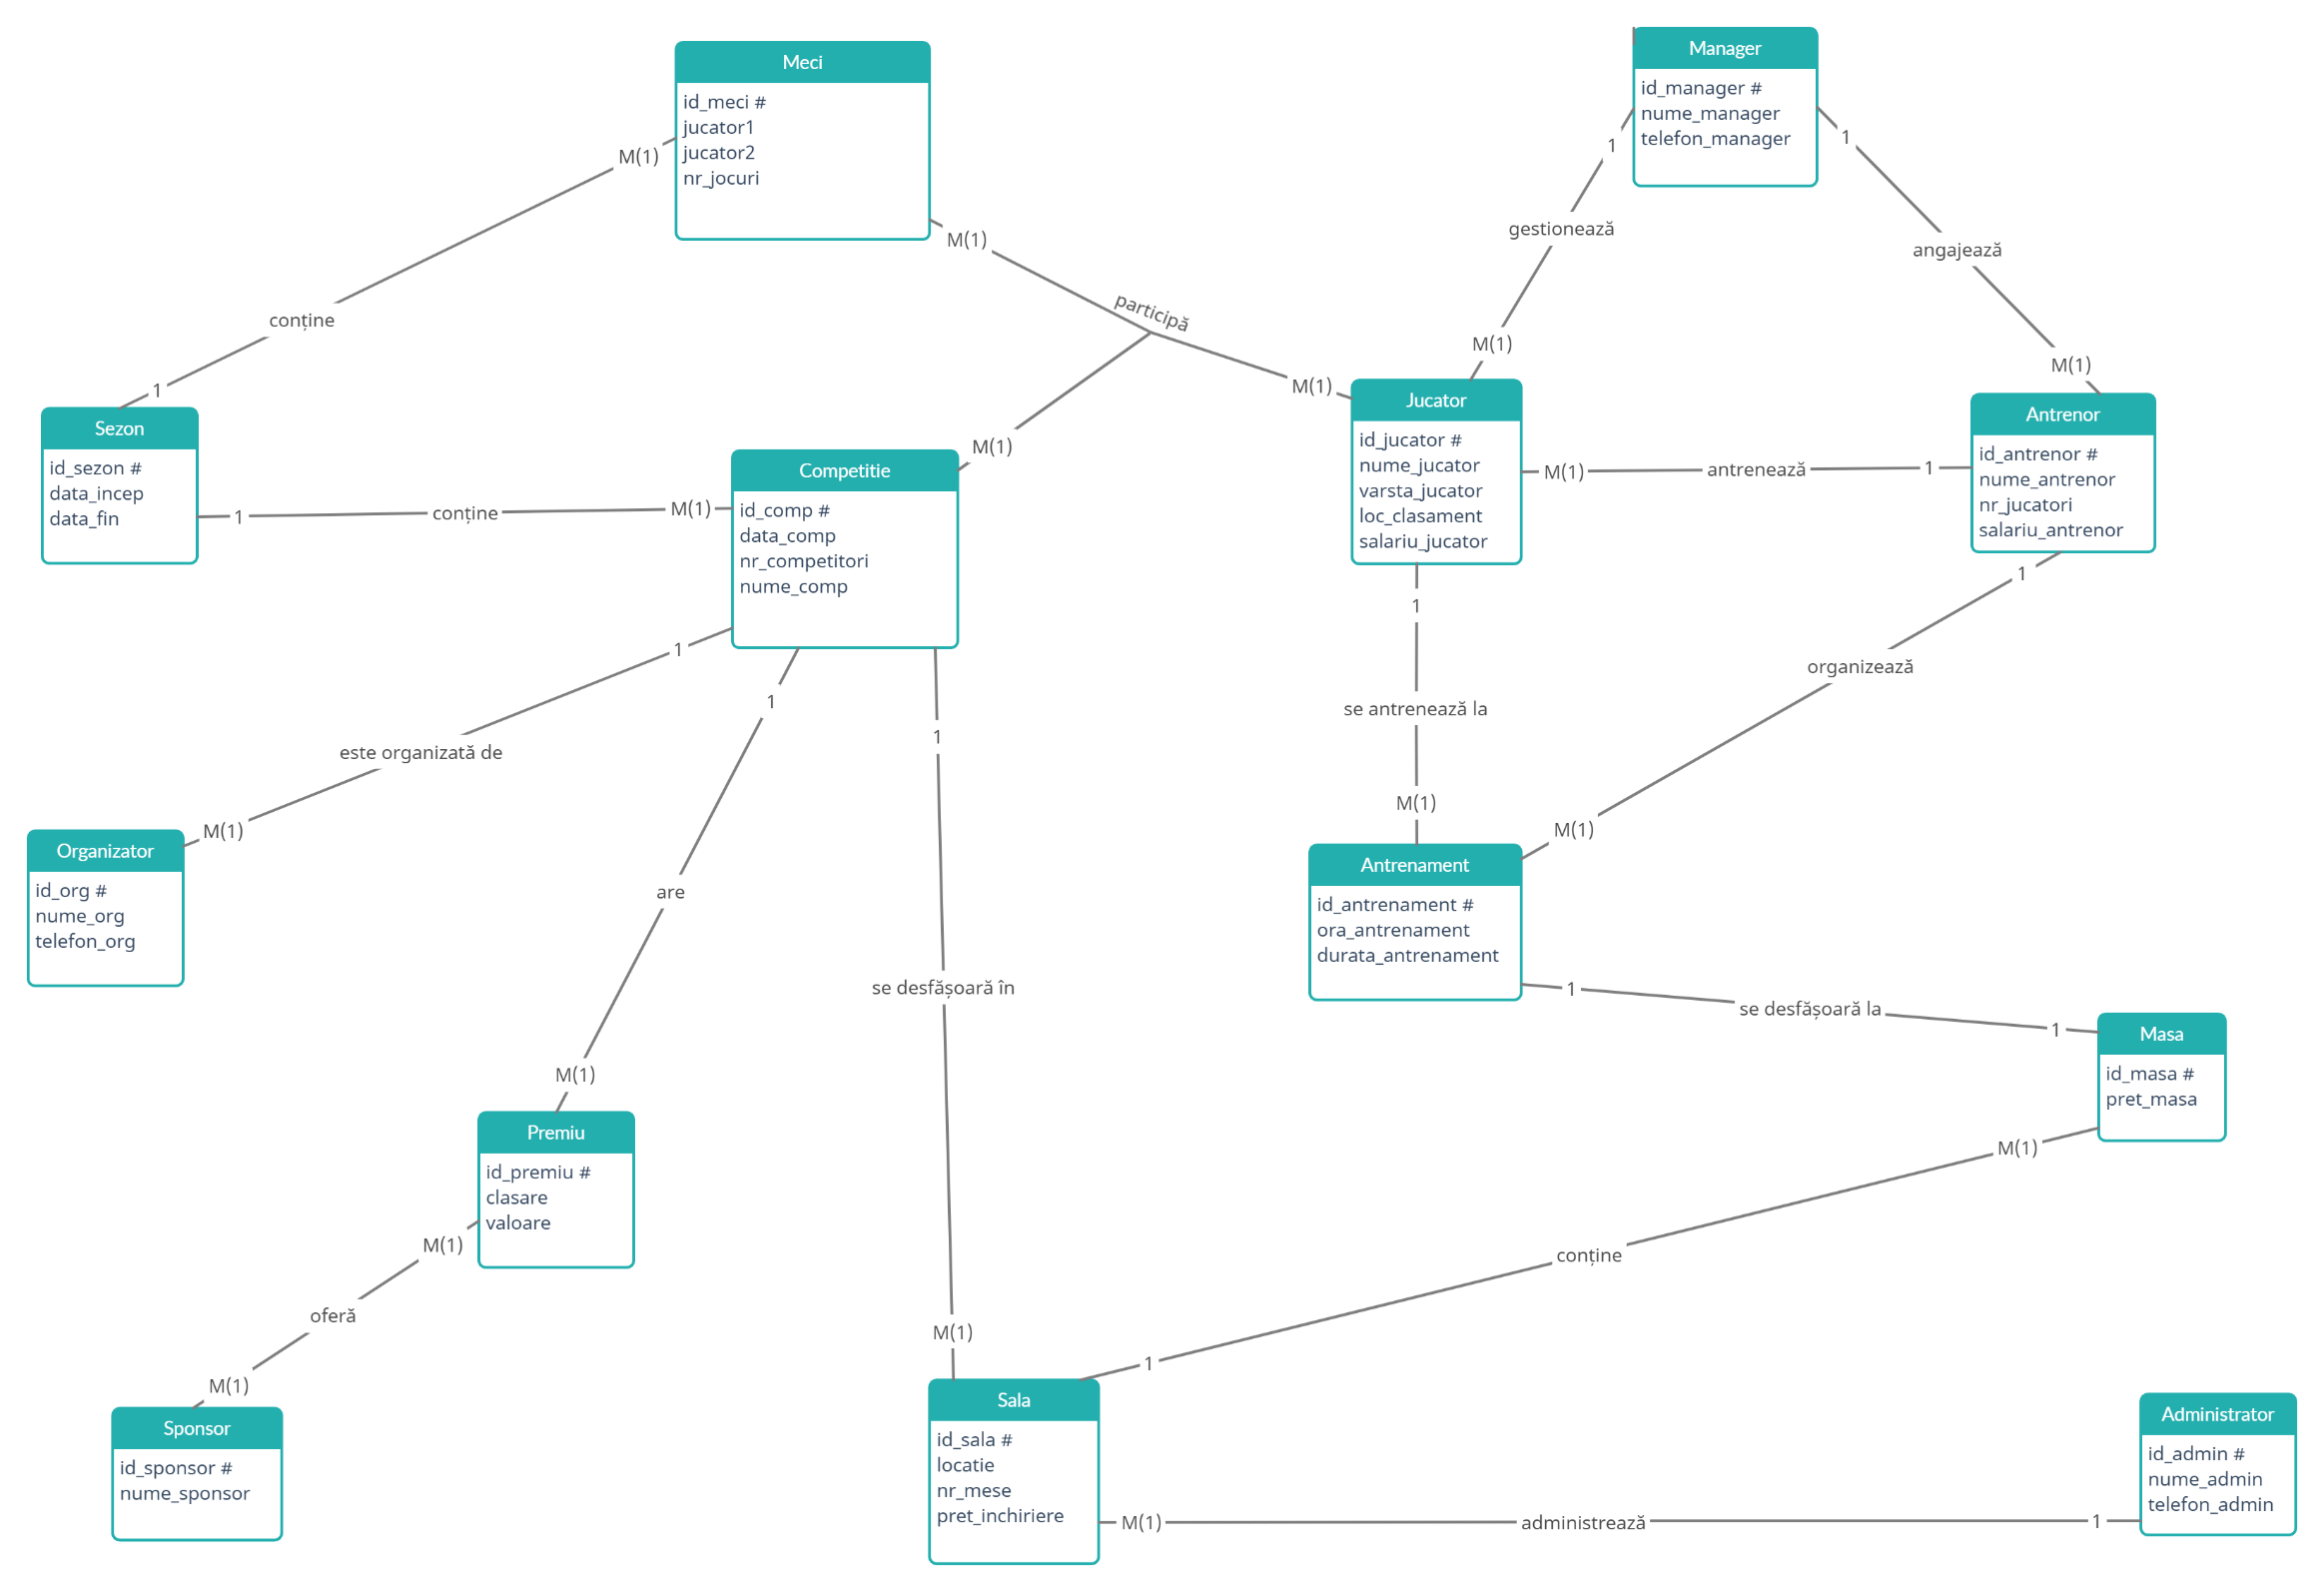 Meci
id_meci #
jucator1
jucator2
nr_jocuri
Manager
id_manager #
nume_manager
telefon_manager
M(1)
conține
1
M(1)
participă
M(1)
M(1)
1
gestionează
M(1)
1
angajează
M(1)
Sezon
id_sezon #
data_incep
data_fin
1
conține
M(1)
Competitie
id_comp #
data_comp
nr_competitori
nume_comp
Jucator
id_jucator #
nume_jucator
varsta_jucator
loc_clasament
salariu_jucator
M(1)
antrenează
1
Antrenor
id_antrenor #
nume_antrenor
nr_jucatori
salariu_antrenor
1
este organizată de
M(1)
1
are
M(1)
1
se desfășoară în
M(1)
1
se antrenează la
M(1)
1
organizează
M(1)
Organizator
id_org #
nume_org
telefon_org
Antrenament
id_antrenament #
ora_antrenament
durata_antrenament
1
se desfășoară la
1
Masa
id_masa #
pret_masa
M(1)
conține
1
Premiu
id_premiu #
clasare
valoare
M(1)
oferă
M(1)
Sponsor
id_sponsor #
nume_sponsor
Sala
id_sala #
locatie
nr_mese
pret_inchiriere
M(1)
administrează
1
Administrator
id_admin #
nume_admin
telefon_admin